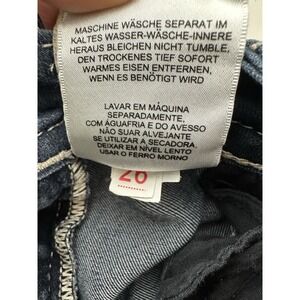 MASCHINE WÄSCHE SEPARAT IM
KALTES WASSER-WÄSCHE-INNERE
HERAUS BLEICHEN NICHT TUMBLE,
DEN TROCKENES TIEF SOFORT
WARMES EISEN ENTFERNEN,
WENN ES BENÖTIGT WIRD
LAVAR EM MÁQUINA
SEPARADAMENTE,
COM ÁGUAFRIA E DO AVESSO
NÃO SUAR ALVEJANTE
SE UTILIZAR A SECADORA,
DEIXAR EM NÍVEL LENTO
USAR O FERRO MORNO
26